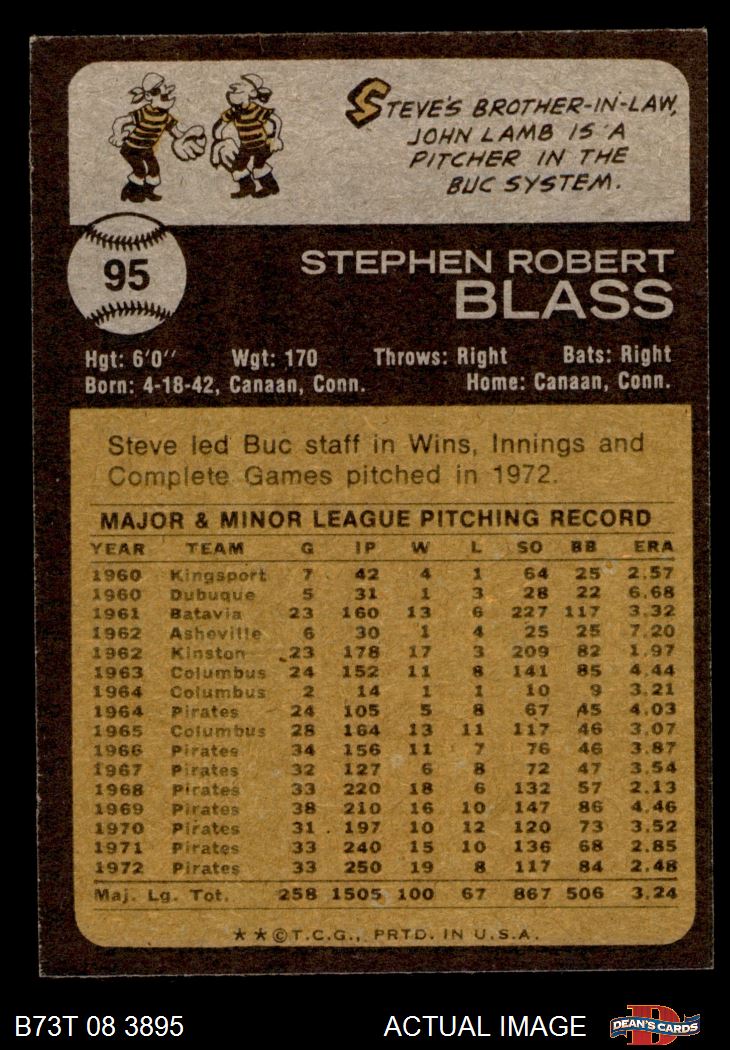 STEVE'S BROTHER-IN-LAW,
JOHN LAMB IS A
PITCHER IN THE
BUC SYSTEM.
95
STEPHEN ROBERT
BLASS
Hgt: 6'0" Wgt: 170 Throws: Right Bats: Right
Born: 4-18-42, Canaan, Conn. Home: Canaan, Conn.
Steve led Buc staff in Wins, Innings and
Complete Games pitched in 1972.
MAJOR & MINOR LEAGUE PITCHING RECORD
YEAR TEAM G IP W L SO BB ERA
1960 Kingsport 7 42 4 1 64 25 2.57
1960 Dubuque 5 31 1 3 28 22 6.68
1961 Batavia 23 160 13 6 227 117 3.32
1962 Asheville 6 30 1 4 25 25 7.20
1962 Kinston 23 178 17 3 209 82 1.97
1963 Columbus 24 152 11 8 141 85 4.44
1964 Columbus 2 14 1 1 10 9 3.21
1964 Pirates 24 105 5 8 67 45 4.03
1965 Columbus 28 164 13 11 117 46 3.07
1966 Pirates 34 156 11 7 76 46 3.87
1967 Pirates 32 127 6 8 72 47 3.54
1968 Pirates 33 220 18 6 132 57 2.13
1969 Pirates 38 210 16 10 147 86 4.46
1970 Pirates 31 197 10 12 120 73 3.52
1971 Pirates 33 240 15 10 136 68 2.85
1972 Pirates 33 250 19 8 117 84 2.48
Maj. Lg. Tot. 258 1505 100 67 867 506 3.24
★★©T.C.G., PRTD. IN U.S.A.
B73T 08 3895 ACTUAL IMAGE DEAN'S CARDS